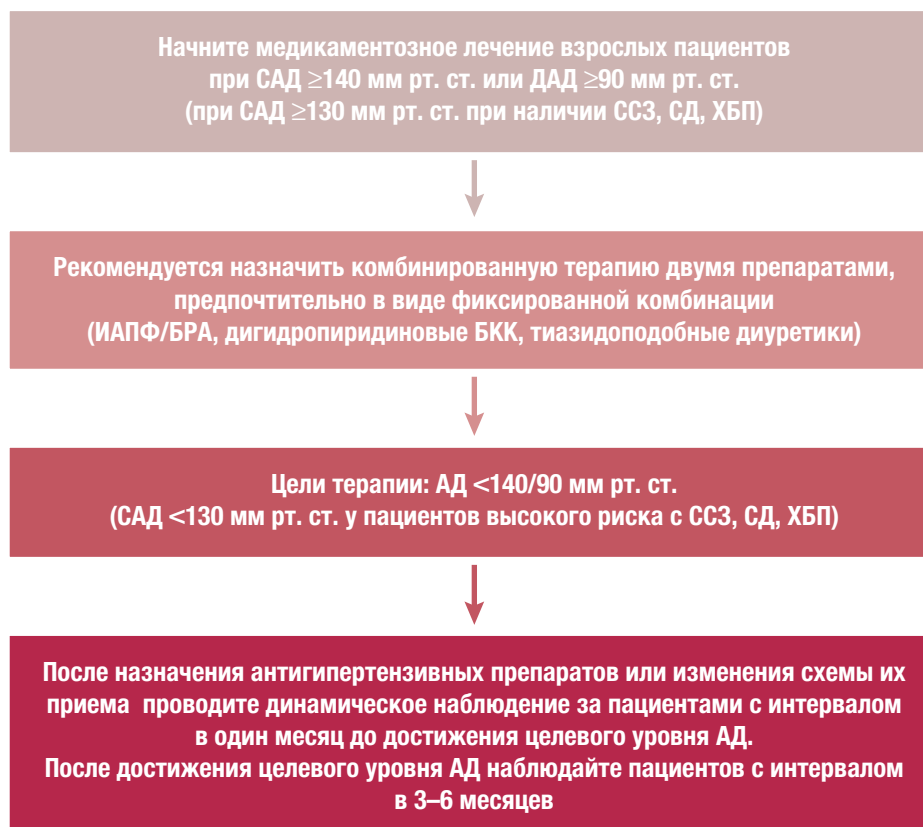 Начните медикаментозное лечение взрослых пациентов
при САД ≥140 мм рт. ст. или ДАД ≥90 мм рт. ст.
(при САД ≥130 мм рт. ст. при наличии ССЗ, СД, ХБП)
Рекомендуется назначить комбинированную терапию двумя препаратами,
предпочтительно в виде фиксированной комбинации
(ИАПФ/БРА, дигидропиридиновые БКК, тиазидоподобные диуретики)
Цели терапии: АД <140/90 мм рт. ст.
(САД <130 мм рт. ст. у пациентов высокого риска с ССЗ, СД, ХБП)
После назначения антигипертензивных препаратов или изменения схемы их
приема проводите динамическое наблюдение за пациентами с интервалом
в один месяц до достижения целевого уровня АД.
После достижения целевого уровня АД наблюдайте пациентов с интервалом
в 3–6 месяцев